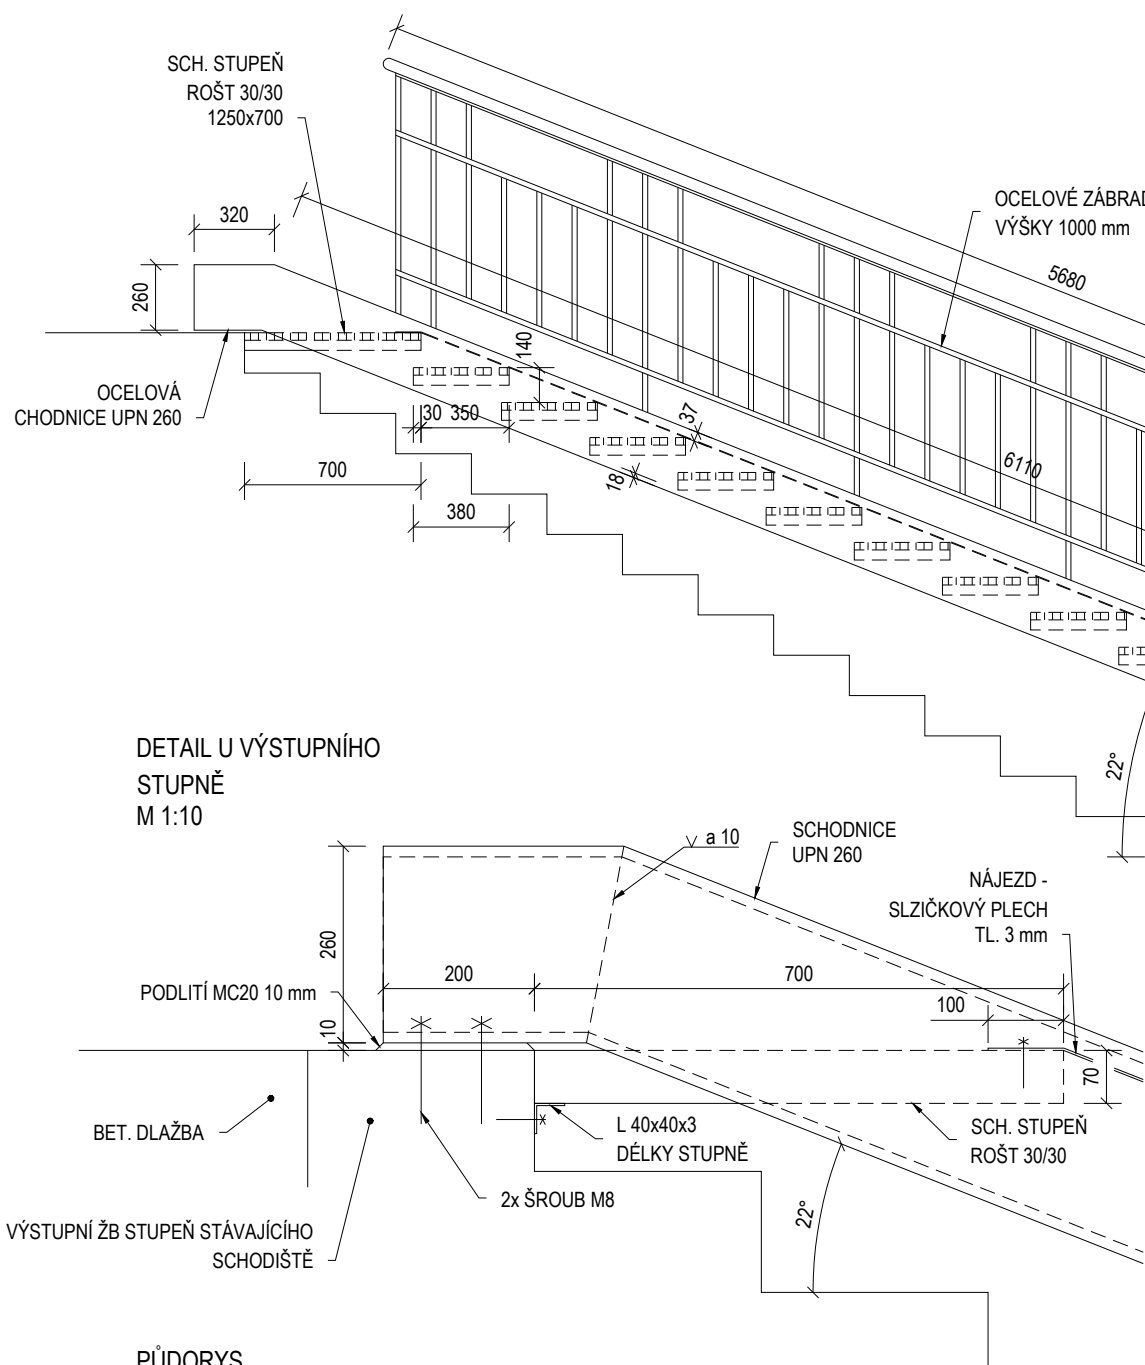 SCH. STUPEŇ
ROŠT 30/30
1250x700
320
260
OCELOVÁ
CHODNICE UPN 260
OCELOVÉ ZÁBRAD
VÝŠKY 1000 mm
5680
140
30 350
37
6110
18
700
380
22°
DETAIL U VÝSTUPNÍHO
STUPNĚ
M 1:10
a 10
SCHODNICE
UPN 260
NÁJEZD -
SLZIČKOVÝ PLECH
TL. 3 mm
260
200
700
100
PODLITÍ MC20 10 mm
10
70
BET. DLAŽBA
L 40x40x3
DÉLKY STUPNĚ
SCH. STUPEŇ
ROŠT 30/30
2x ŠROUB M8
22°
VÝSTUPNÍ ŽB STUPEŇ STÁVAJÍCÍHO
SCHODIŠTĚ
PŮDORYS